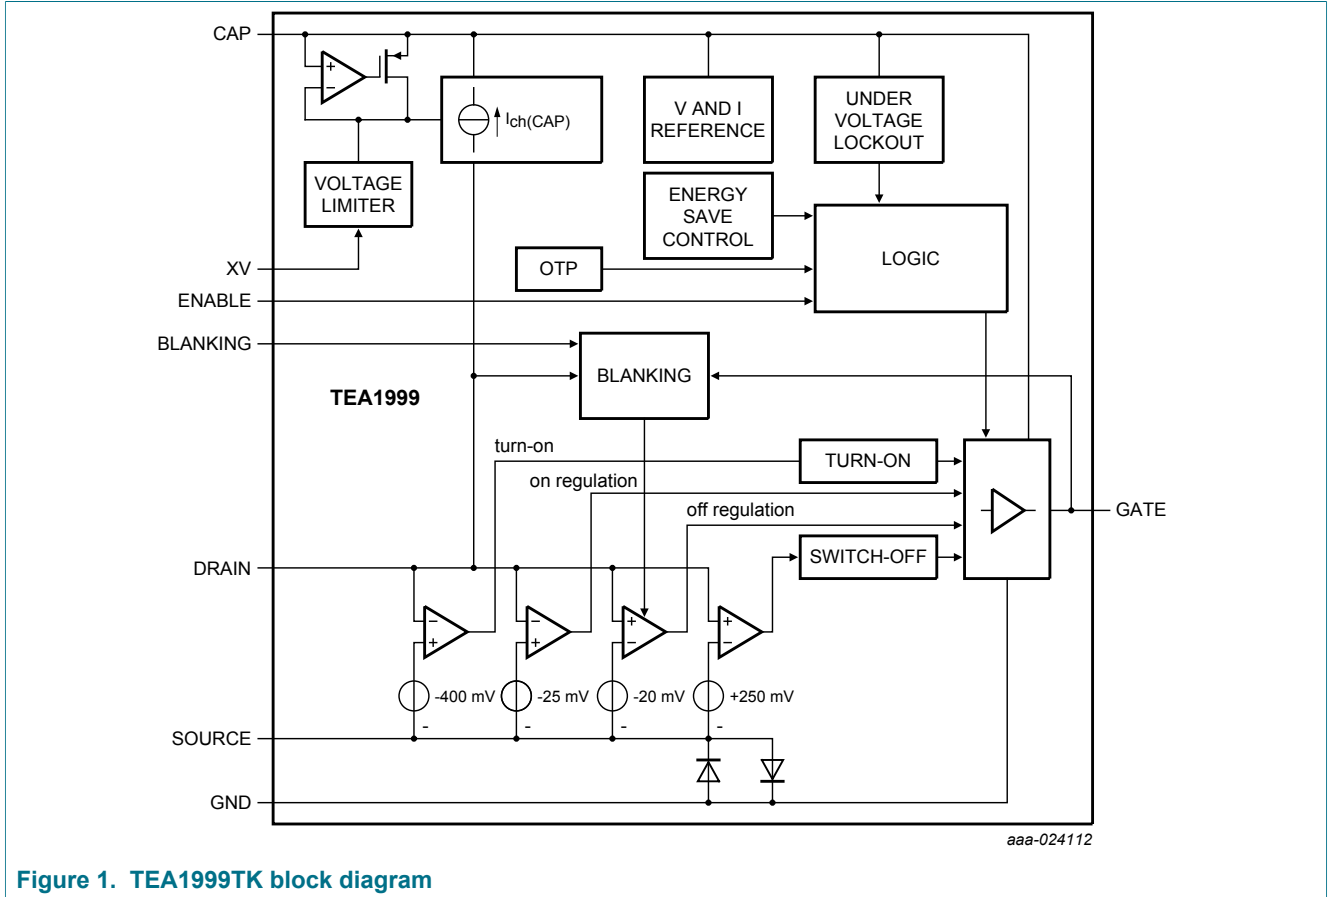 CAP
+
−
I_ch(CAP)
V AND I
REFERENCE
UNDER
VOLTAGE
LOCKOUT
VOLTAGE
LIMITER
ENERGY
SAVE
CONTROL
LOGIC
XV
OTP
ENABLE
BLANKING
BLANKING
TEA1999
turn-on
TURN-ON
on regulation
off regulation
GATE
SWITCH-OFF
DRAIN
−
+
−
+
+
−
+
−
-400 mV
-25 mV
-20 mV
+250 mV
-
-
-
-
SOURCE
GND
aaa-024112
Figure 1. TEA1999TK block diagram